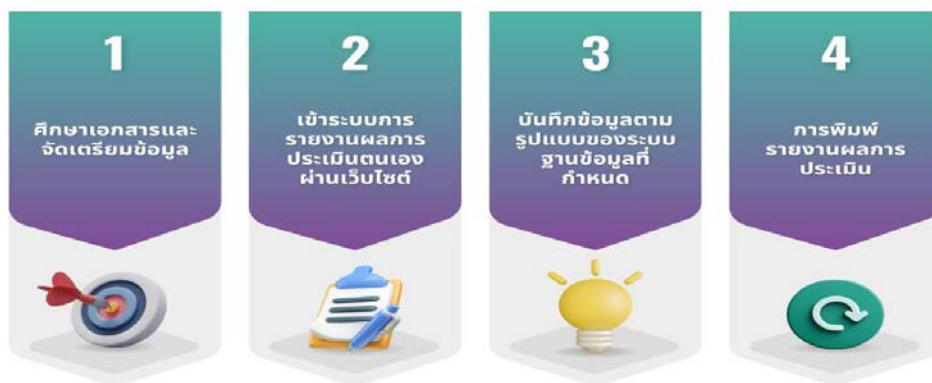 1
ศึกษาเอกสารและ
จัดเตรียมข้อมูล
2
เข้าระบบการ
รายงานผลการ
ประเมินตนเอง
ผ่านเว็บไซต์
3
บันทึกข้อมูลตาม
รูปแบบของระบบ
ฐานข้อมูลที่
กำหนด
4
การพิมพ์
รายงานผลการ
ประเมิน